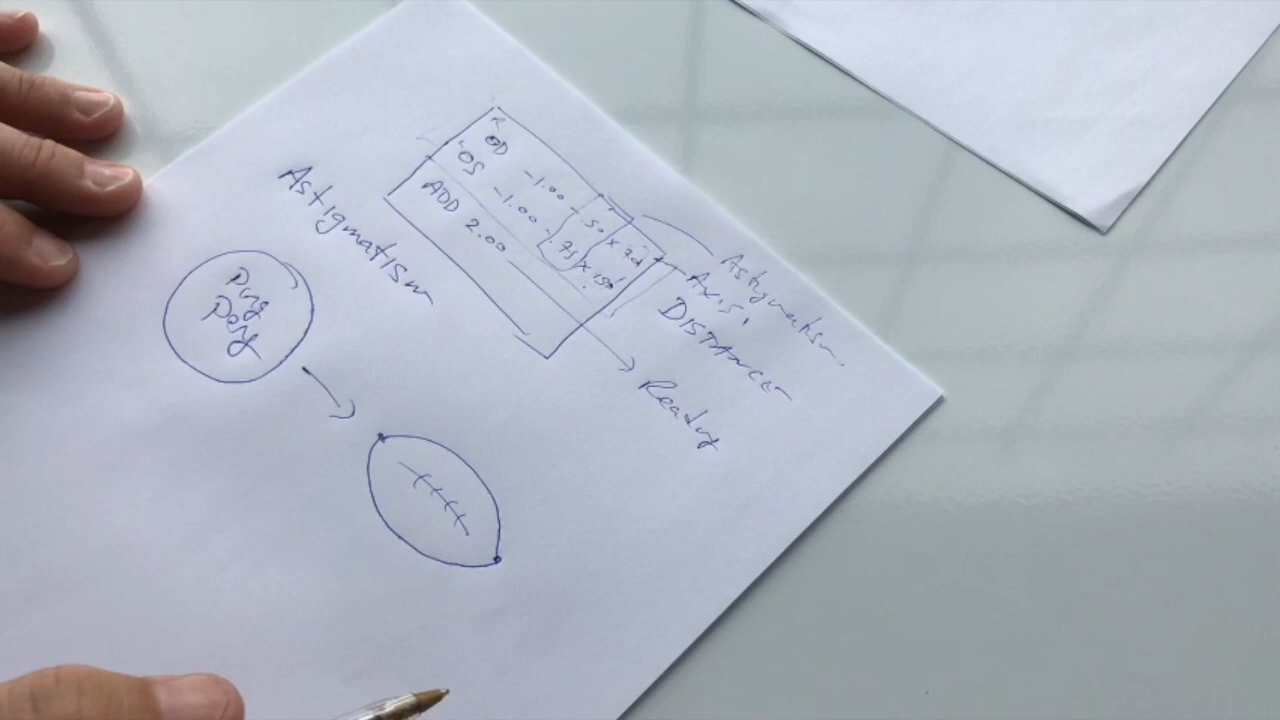 R OD -1.00 -.50 x
L OS -1.00 -.75 x 150
ADD 2.00
Astigmatism
Axis
DISTANCE
Reading
Astigmatism
Ping
Pong